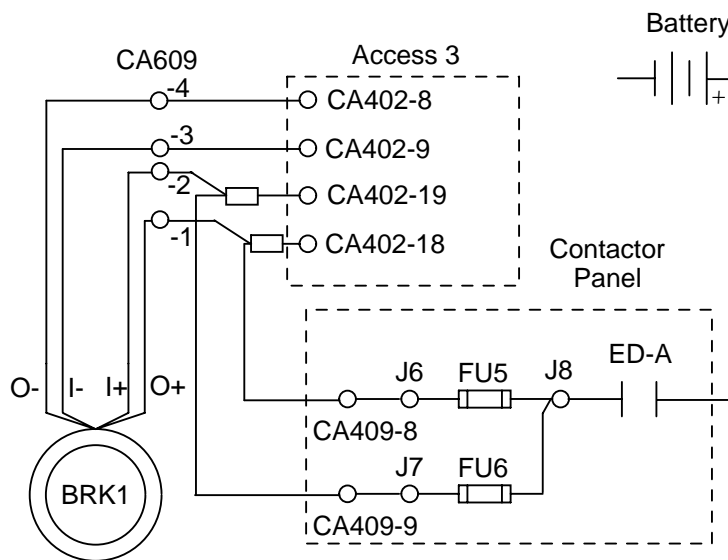 Battery
+
CA609
Access 3
-4
CA402-8
-3
CA402-9
-2
CA402-19
-1
CA402-18
Contactor
Panel
ED-A
O-
I-
I+
O+
J6
FU5
J8
CA409-8
J7
FU6
BRK1
CA409-9